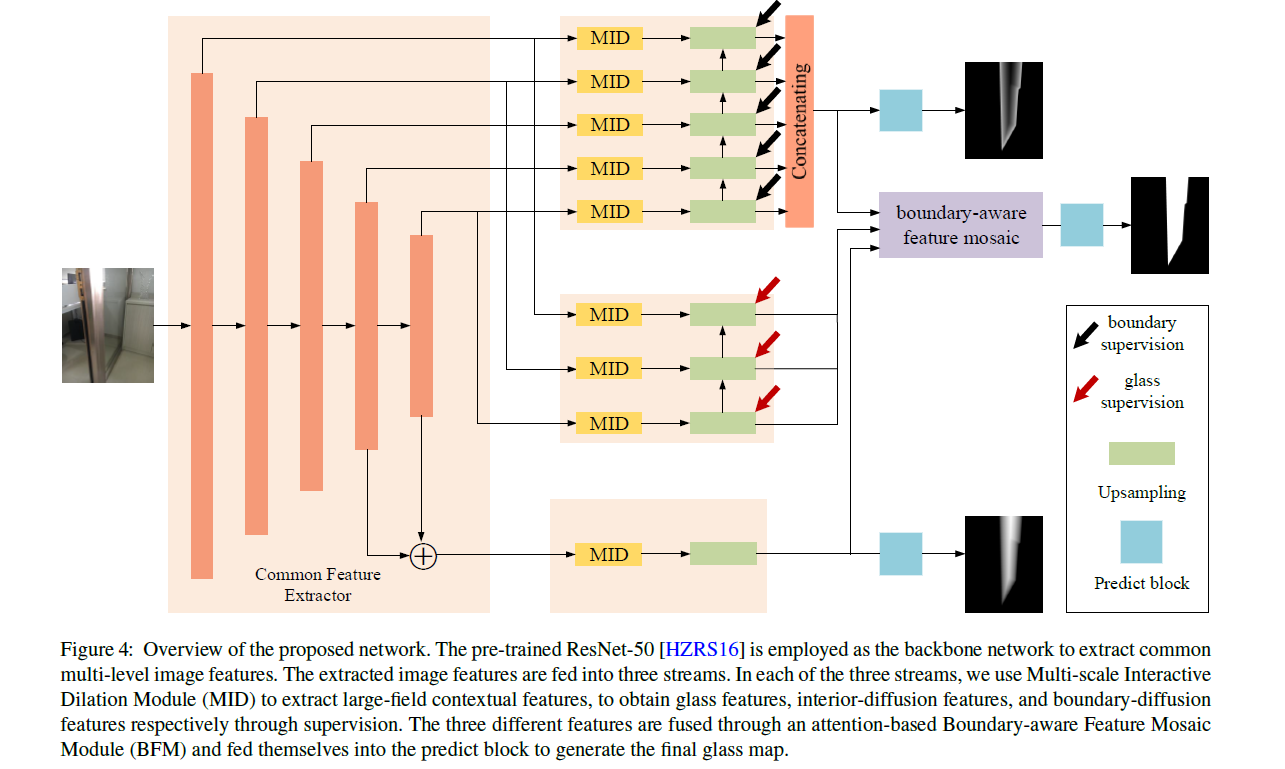 MID
MID
MID
MID
MID
Concatenating
boundary-aware
feature mosaic
MID
MID
MID
boundary
supervision
glass
supervision
Upsampling
Predict block
MID
Common Feature
Extractor
Figure 4: Overview of the proposed network. The pre-trained ResNet-50 [HZRS16] is employed as the backbone network to extract common
multi-level image features. The extracted image features are fed into three streams. In each of the three streams, we use Multi-scale Interactive
Dilation Module (MID) to extract large-field contextual features, to obtain glass features, interior-diffusion features, and boundary-diffusion
features respectively through supervision. The three different features are fused through an attention-based Boundary-aware Feature Mosaic
Module (BFM) and fed themselves into the predict block to generate the final glass map.